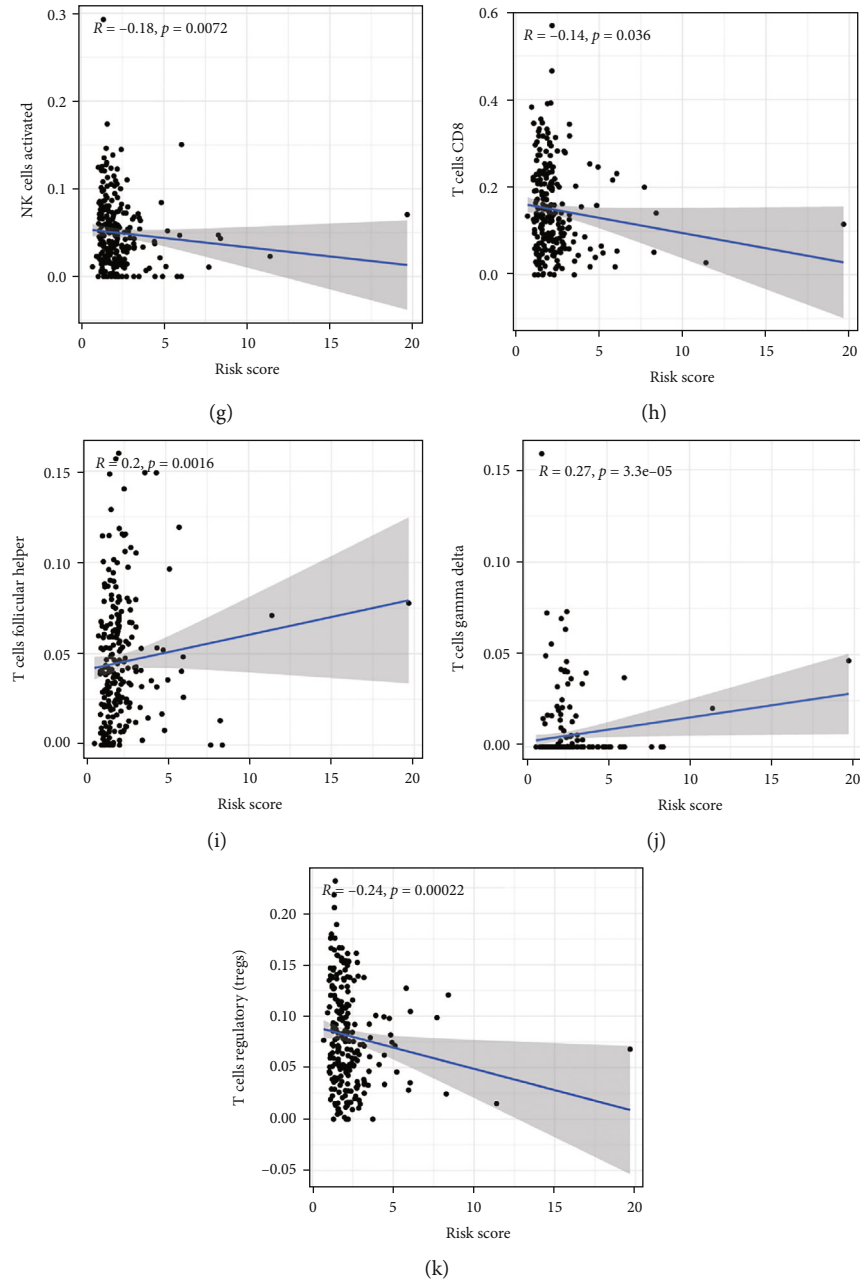 0.3
R = –0.18, p = 0.0072
0.2
0.1
0.0
NK cells activated
0 5 10 15 20
Risk score
(g)
0.6
R = –0.14, p = 0.036
0.4
0.2
0.0
T cells CD8
0 5 10 15 20
Risk score
(h)
0.15
R = 0.2, p = 0.0016
0.10
0.05
0.00
T cells follicular helper
0 5 10 15 20
Risk score
(i)
0.15
R = 0.27, p = 3.3e–05
0.10
0.05
0.00
T cells gamma delta
0 5 10 15 20
Risk score
(j)
R = –0.24, p = 0.00022
0.20
0.15
0.10
0.05
0.00
–0.05
T cells regulatory (tregs)
0 5 10 15 20
Risk score
(k)